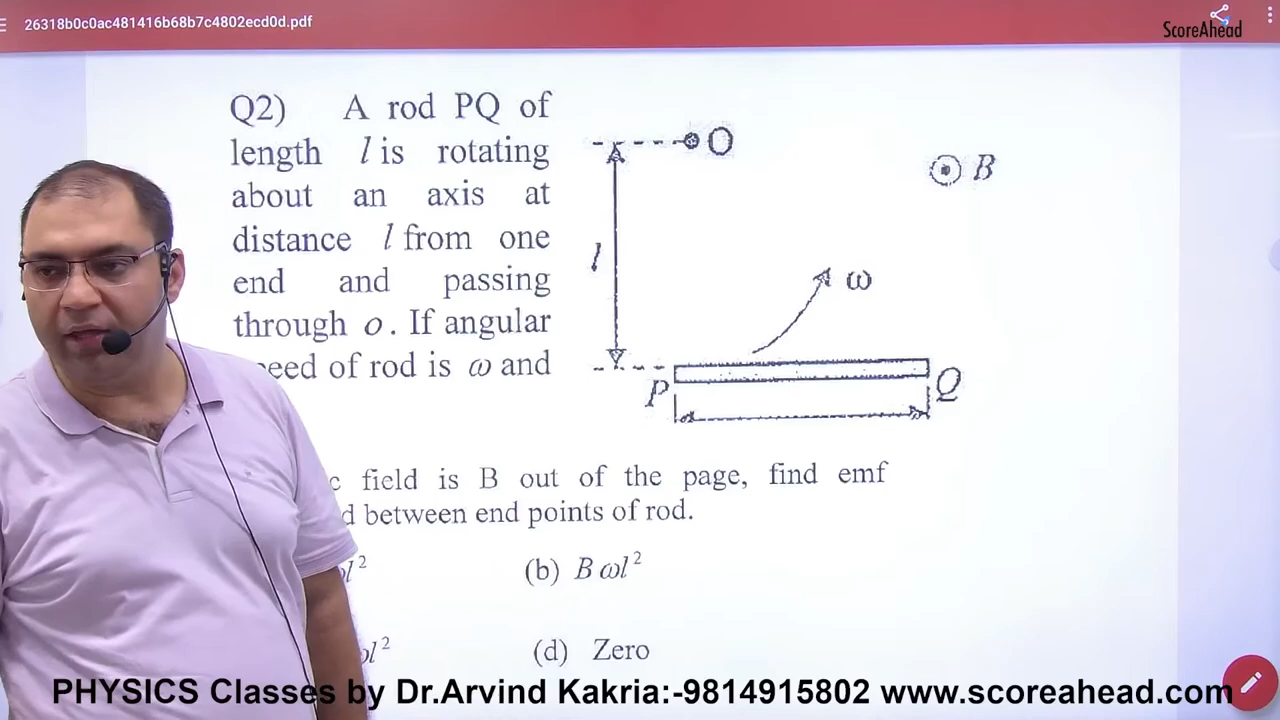 26318b0c0ac481416b68b7c4802ecd0d.pdf
ScoreAhead
Q2) A rod PQ of
length l is rotating
about an axis at
distance l from one
end and passing
through o. If angular
of rod is ω and
O
B
l
ω
P
Q
field is B out of the page, find emf
between end points of rod.
(b) B ωl²
l²
(d) Zero
PHYSICS Classes by Dr.Arvind Kakria:-9814915802 www.scoreahead.com